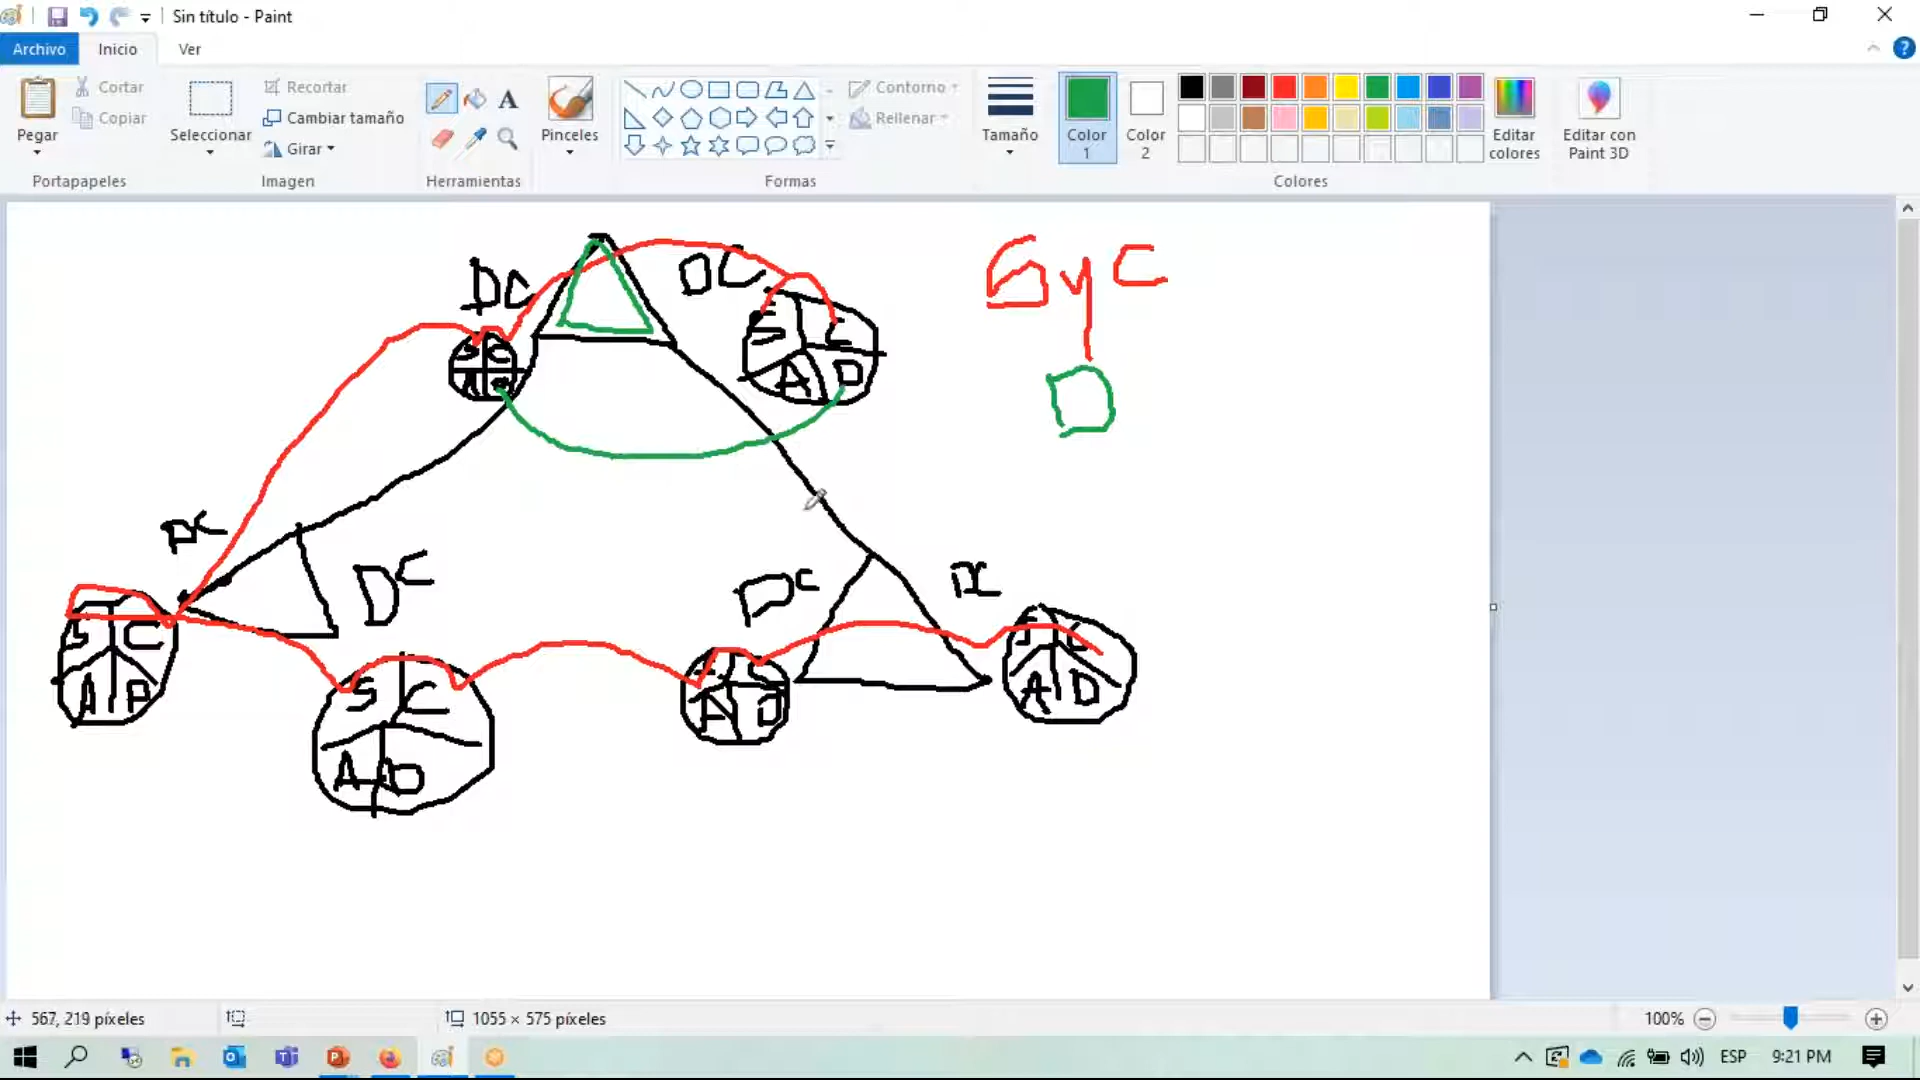 Sin título - Paint
Archivo Inicio Ver
Pegar
Cortar
Copiar
Portapapeles
Seleccionar
Recortar
Cambiar tamaño
Girar
Imagen
A
Herramientas
Pinceles
Formas
Contorno
Rellenar
Tamaño
Color 1
Color 2
Editar colores
Editar con Paint 3D
Colores
DC
DC
S y C
D
S C
A
C
A D
DC
DC
DC
DC
S C
A
S C
A D
A D
S C
A D
567, 219 píxeles
1055 × 575 píxeles
100%
ESP
9:21 PM